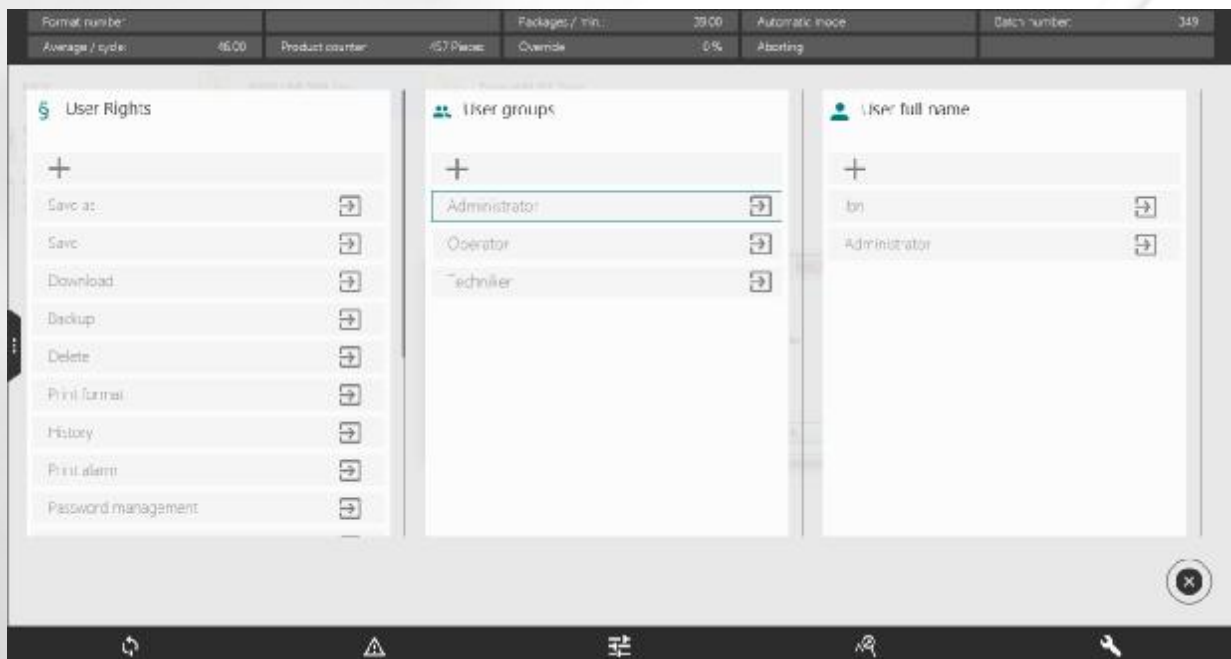 Format number Packages / min.: 39.00 Automatic mode Batch number: 349
Average / cycle: 46.00 Product counter 457 Pieces Override 0 % Aborting
§ User Rights
Save as
Save
Download
Backup
Delete
Print format
History
Print alarm
Password management
User groups
Administrator
Operator
Techniker
User full name
Administrator